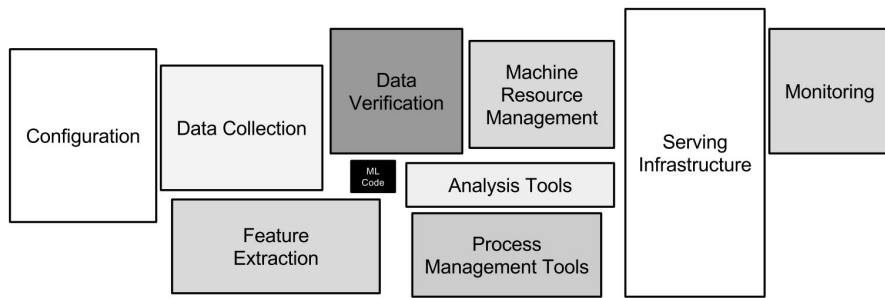 Configuration
Data Collection
Data
Verification
Machine
Resource
Management
Serving
Infrastructure
Monitoring
ML
Code
Analysis Tools
Feature
Extraction
Process
Management Tools